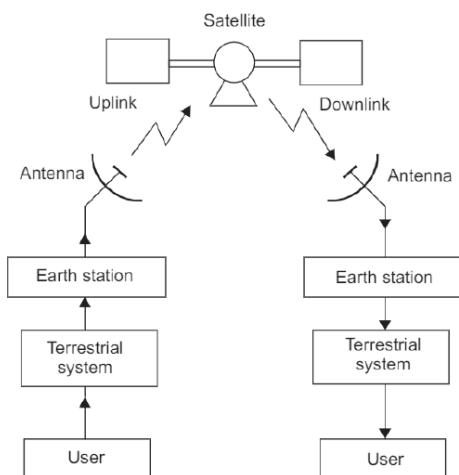 Satellite
Uplink
Downlink
Antenna
Antenna
Earth station
Earth station
Terrestrial
system
Terrestrial
system
User
User